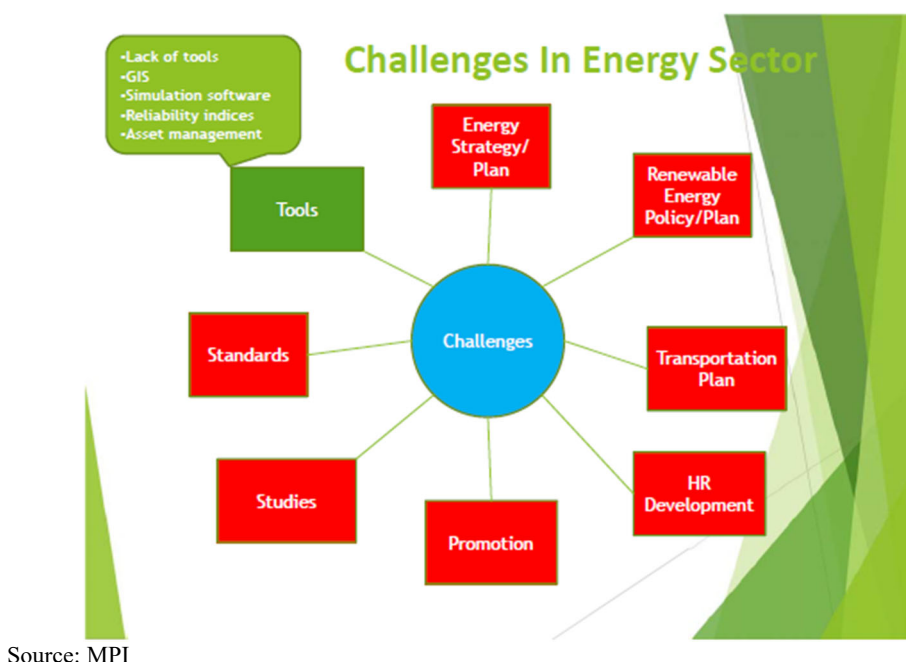 Challenges In Energy Sector
•Lack of tools
•GIS
•Simulation software
•Reliability indices
•Asset management
Tools
Energy
Strategy/
Plan
Renewable
Energy
Policy/Plan
Standards
Challenges
Transportation
Plan
Studies
Promotion
HR
Development
Source: MPI